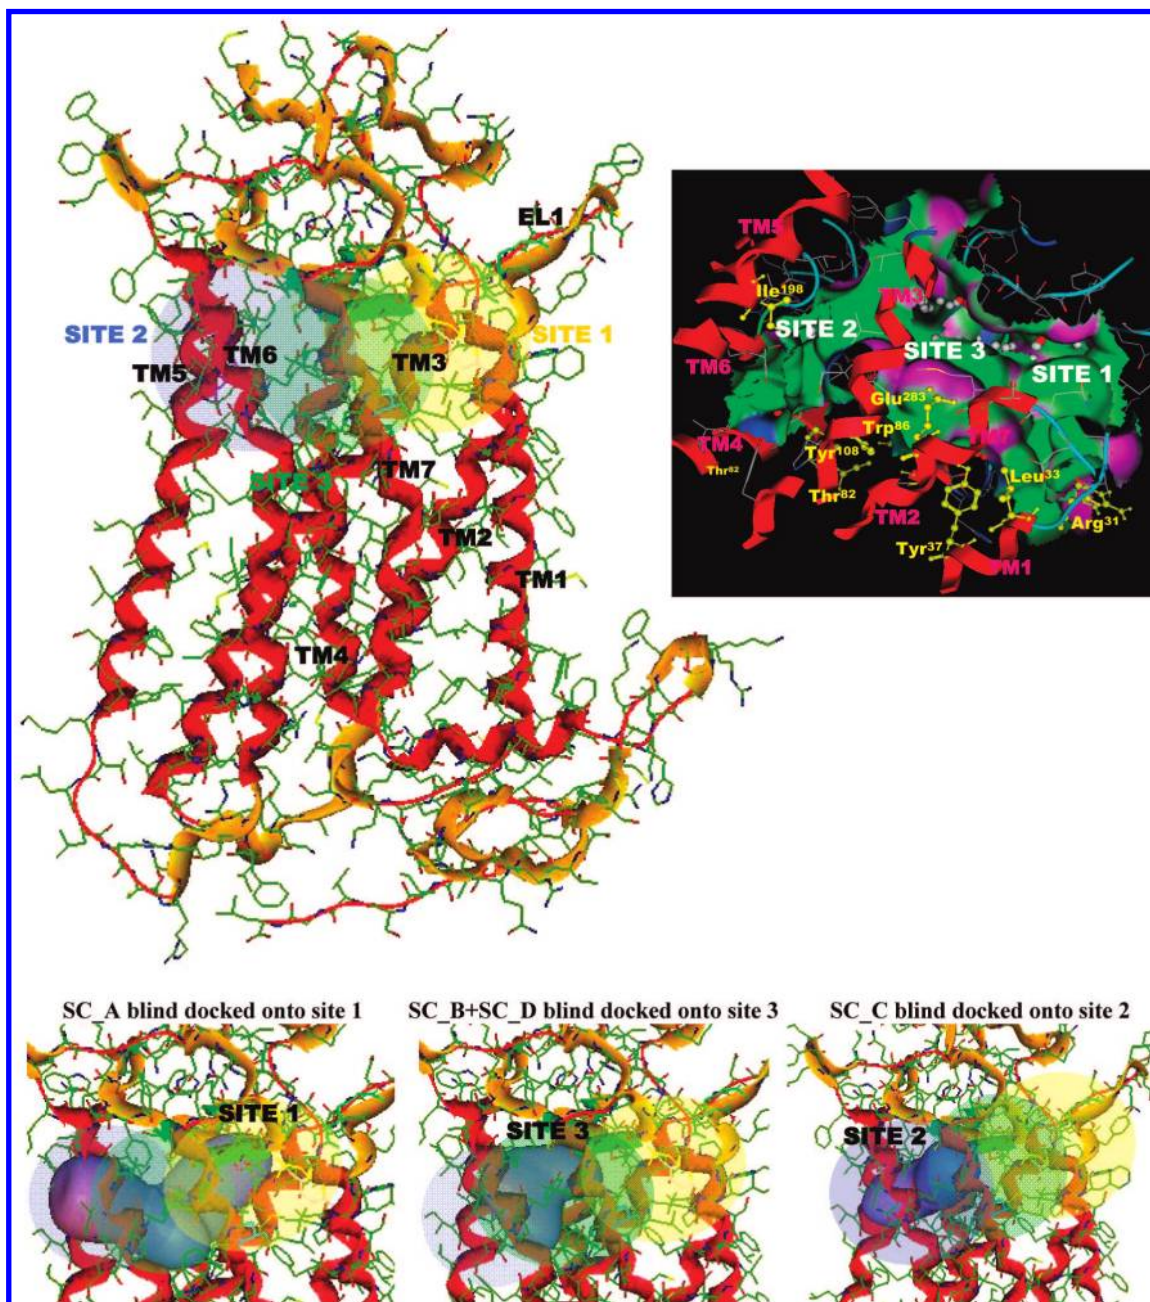 EL1
SITE 2
SITE 1
TM6
TM3
TM5
SITE 3
TM7
TM2
TM1
TM4
TM5
Ile198
TM3
SITE 2
SITE 3
TM6
SITE 1
Glu283
Trp86
TM7
TM4
Tyr108
Thr82
Leu33
Thr82
TM2
Arg31
Tyr37
TM1
SC_A blind docked onto site 1
SC_B+SC_D blind docked onto site 3
SC_C blind docked onto site 2
SITE 1
SITE 3
SITE 2